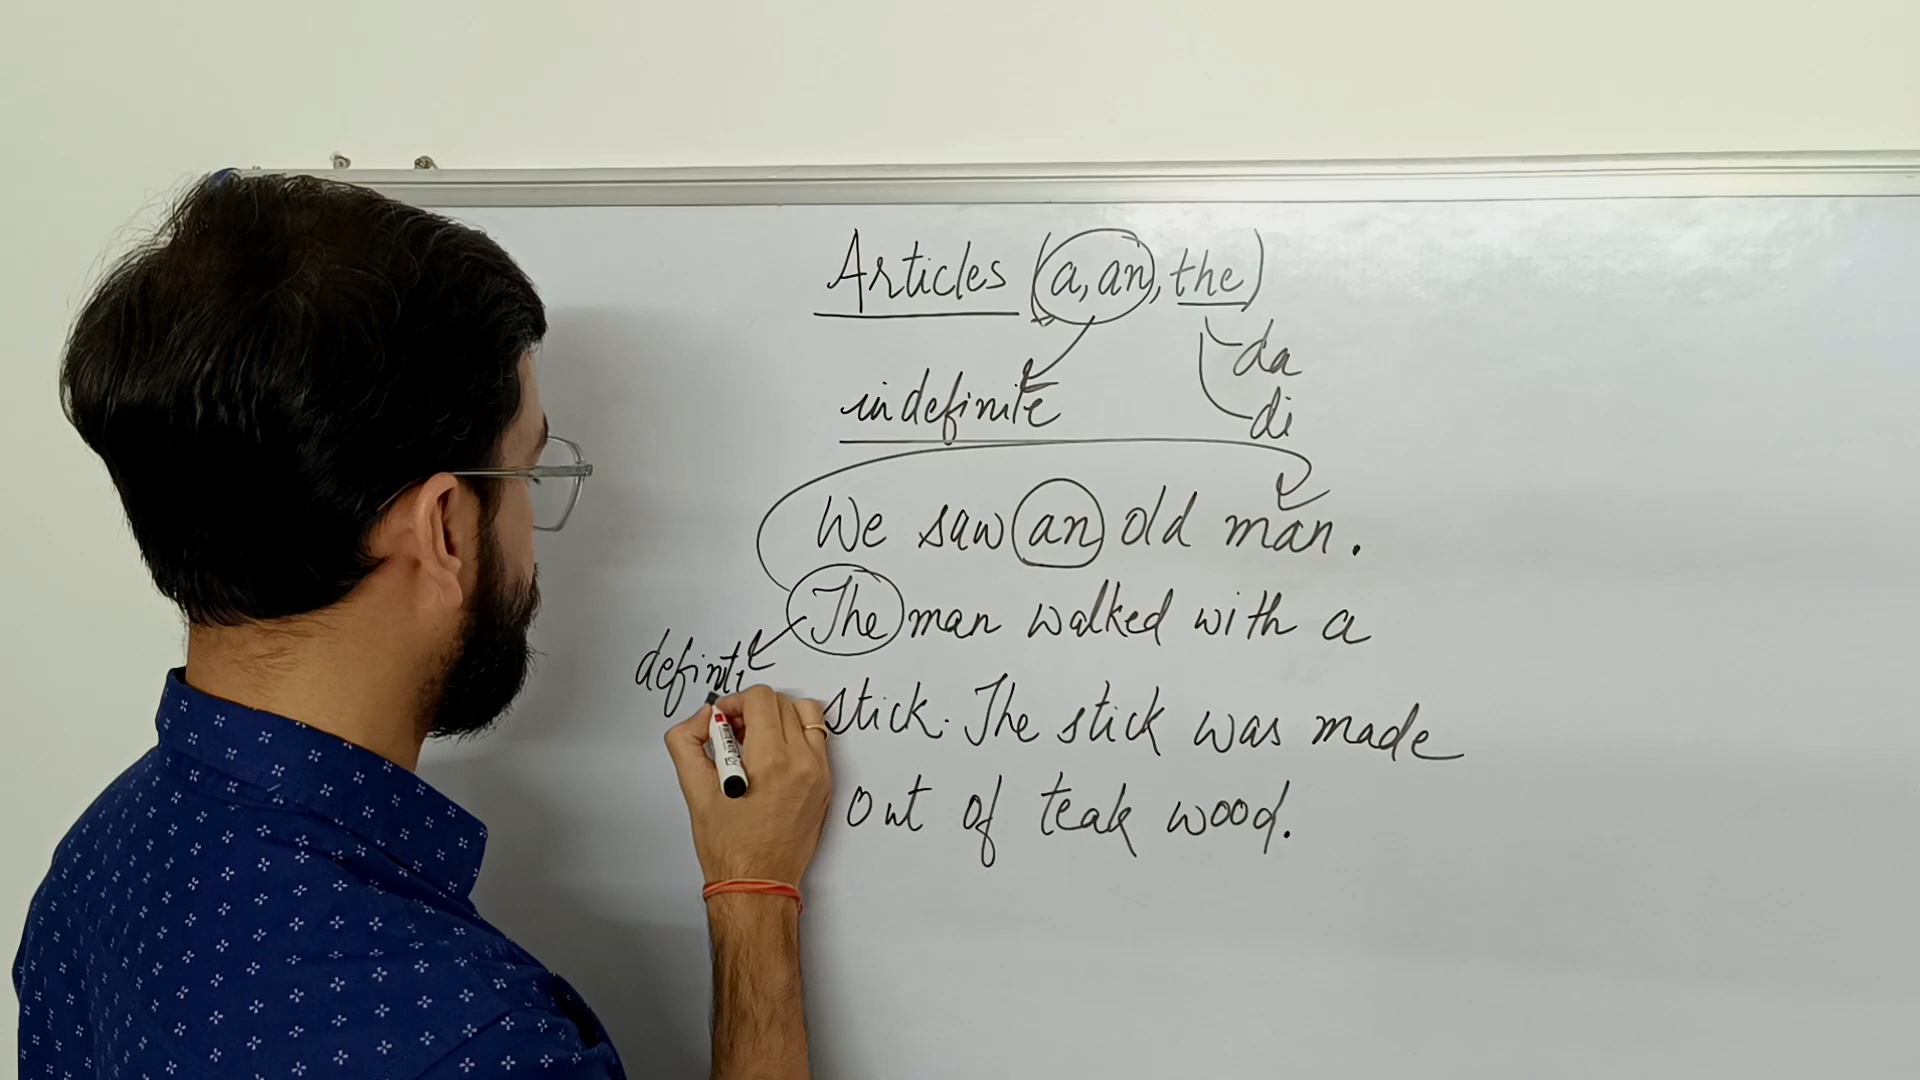 Articles (a, an, the)
da
di
indefinite
We saw an old man.
The man walked with a
definit
stick. The stick was made
out of teak wood.